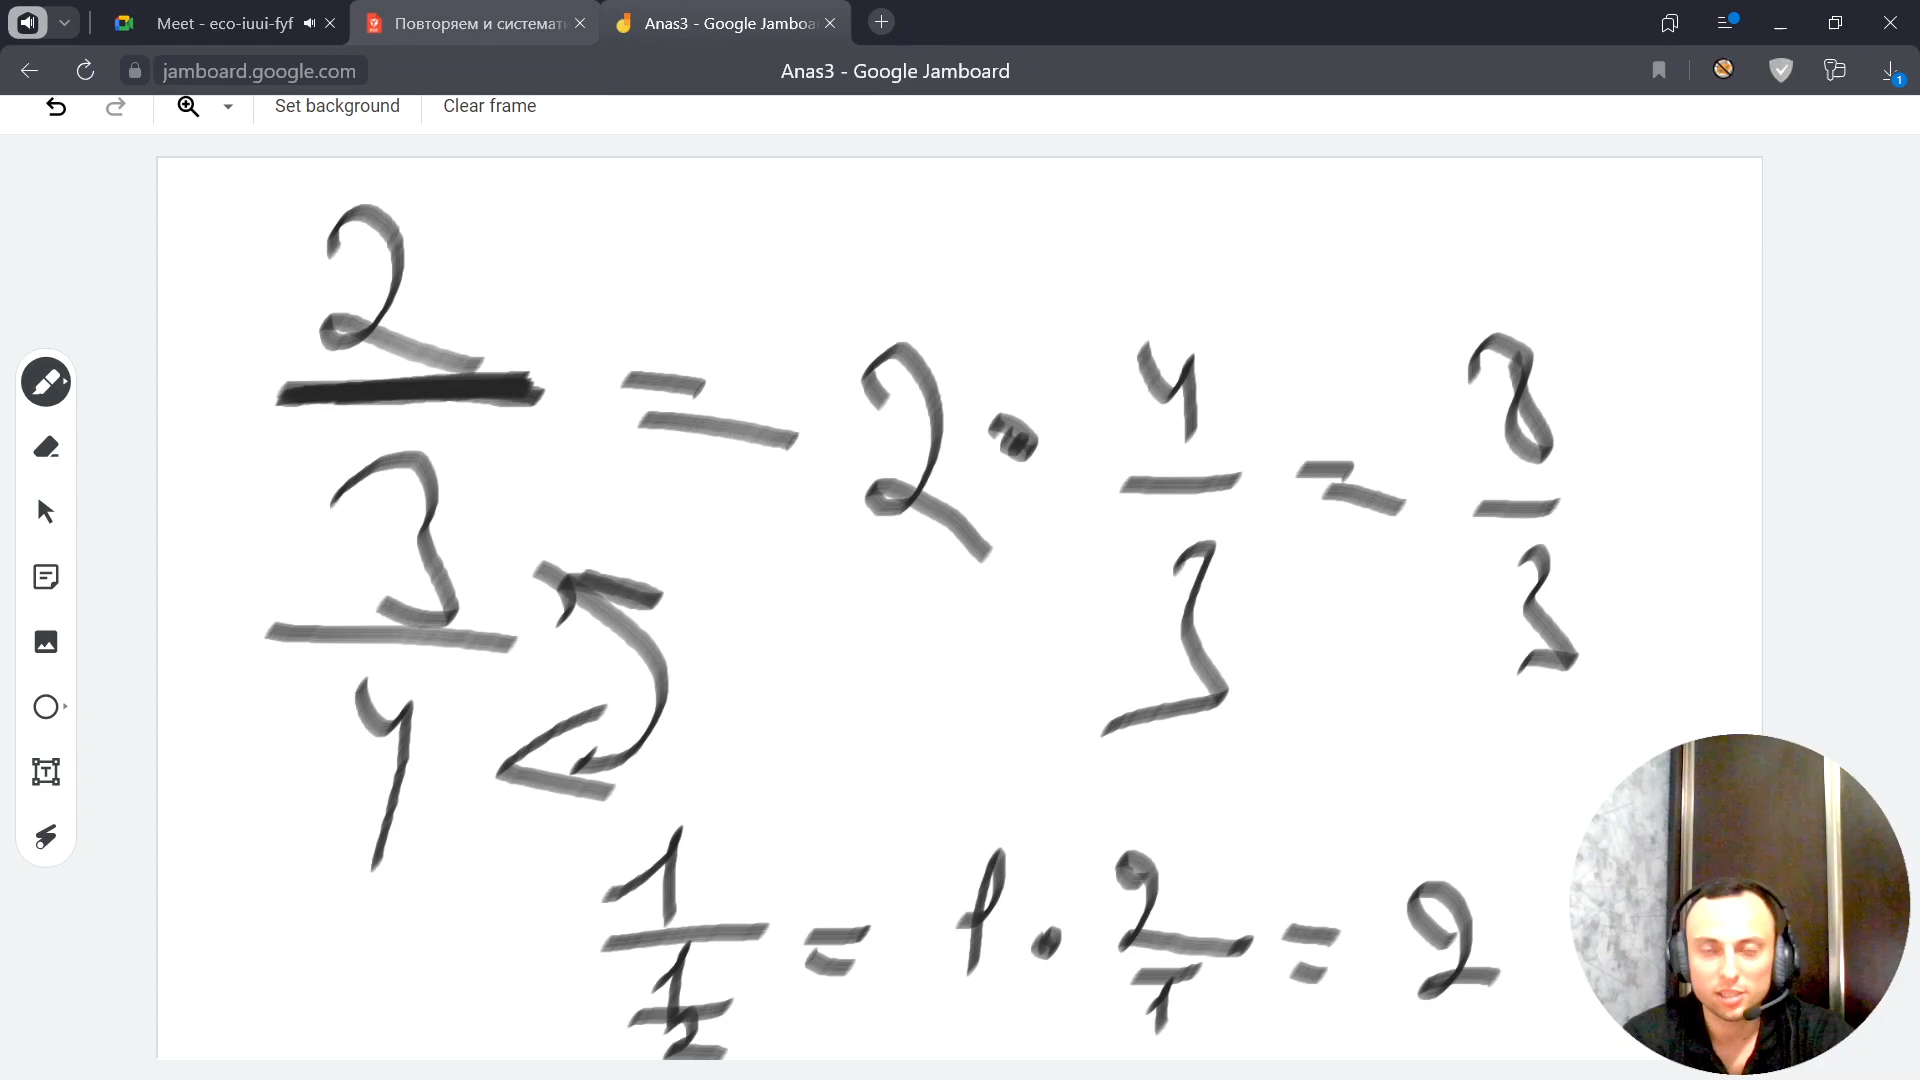 Meet - eco-iuui-fyf
Повторяем и системати
Anas3 - Google Jamboa
jamboard.google.com
Anas3 - Google Jamboard
1
Set background
Clear frame
2/(3/4) = 2 · 4/3 = 8/3
1/(1/2) = 1 · 2/1 = 2